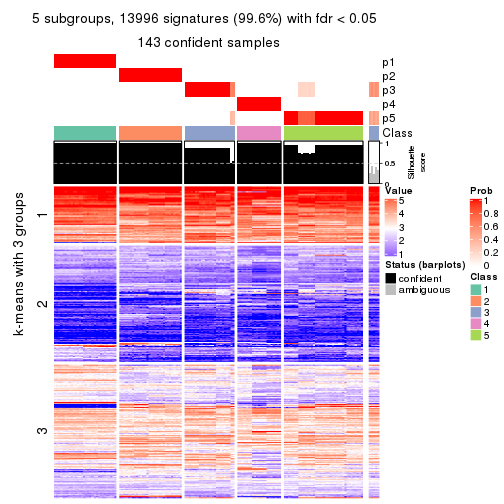 5 subgroups, 13996 signatures (99.6%) with fdr < 0.05
143 confident samples
p1
p2
p3
p4
p5
Class
1
0.5
0
Silhouette
score
k-means with 3 groups
1
2
3
Value
5
4
3
2
1
Status (barplots)
confident
ambiguous
Prob
1
0.8
0.6
0.4
0.2
0
Class
1
2
3
4
5